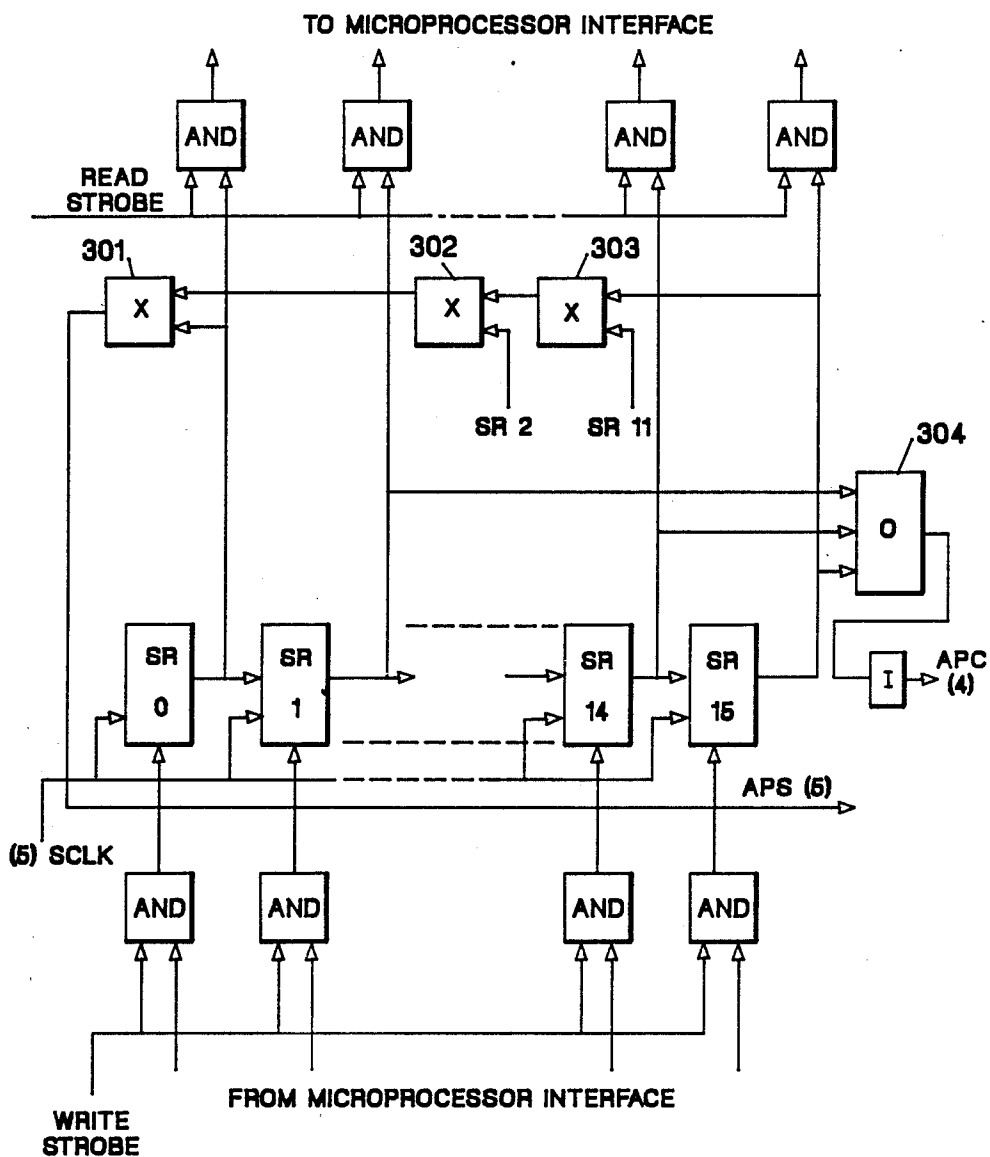 TO MICROPROCESSOR INTERFACE
AND
AND
AND
AND
READ
STROBE
301
302
303
X
X
X
SR 2
SR 11
304
O
SR
0
SR
1
SR
14
SR
15
I
APC
(4)
APS (5)
(5) SCLK
AND
AND
AND
AND
FROM MICROPROCESSOR INTERFACE
WRITE
STROBE